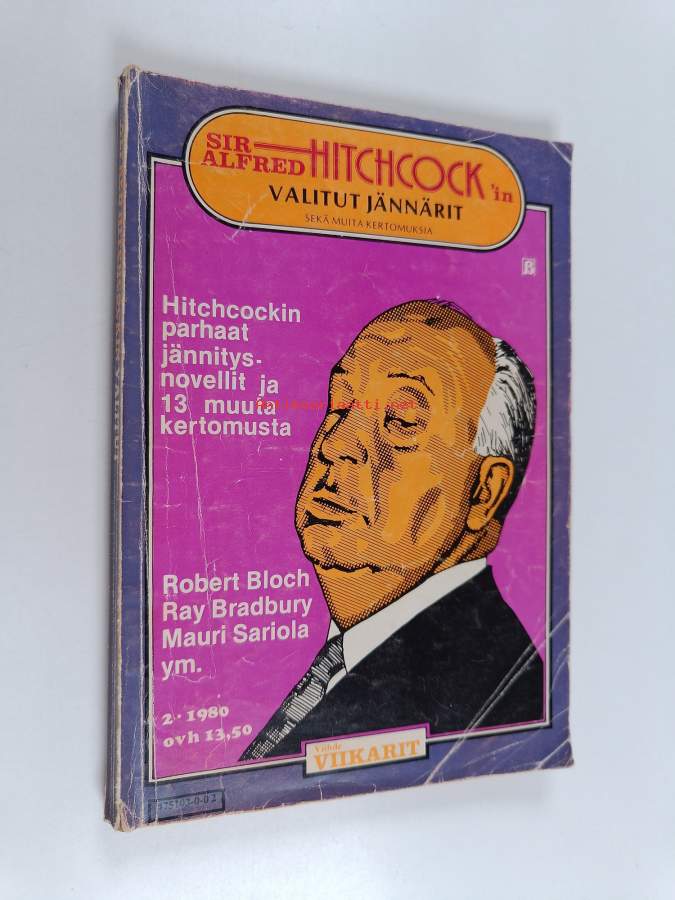 SIR
ALFRED HITCHCOCK'in
VALITUT JÄNNÄRIT
SEKÄ MUITA KERTOMUKSIA
B
Hitchcockin
parhaat
jännitys-
novellit ja
13 muuta
kertomusta
Robert Bloch
Ray Bradbury
Mauri Sariola
ym.
2 · 1980
ovh 13,50
Viihde
VIIKARIT